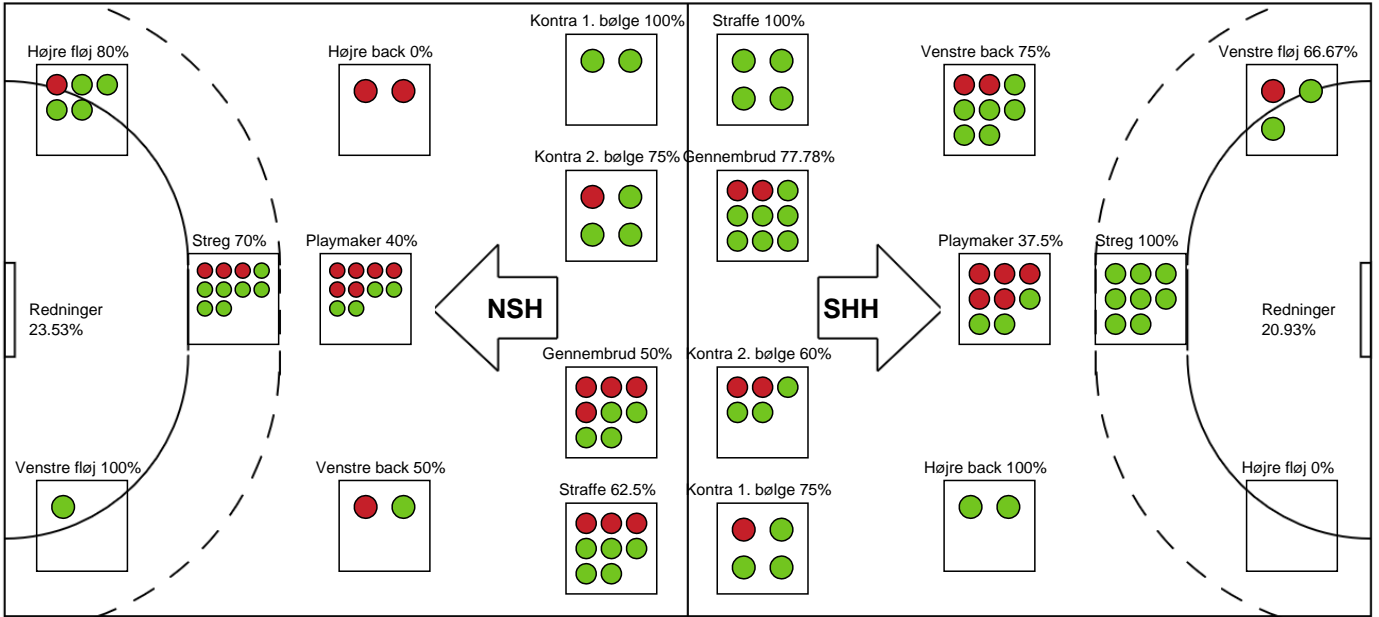 Kontra 1. bølge 100%
Straffe 100%
Højre fløj 80%
Højre back 0%
Venstre back 75%
Venstre fløj 66.67%
Kontra 2. bølge 75%
Gennembrud 77.78%
Streg 70%
Playmaker 40%
Playmaker 37.5%
Streg 100%
NSH
SHH
Redninger
23.53%
Redninger
20.93%
Gennembrud 50%
Kontra 2. bølge 60%
Venstre fløj 100%
Venstre back 50%
Straffe 62.5%
Kontra 1. bølge 75%
Højre back 100%
Højre fløj 0%